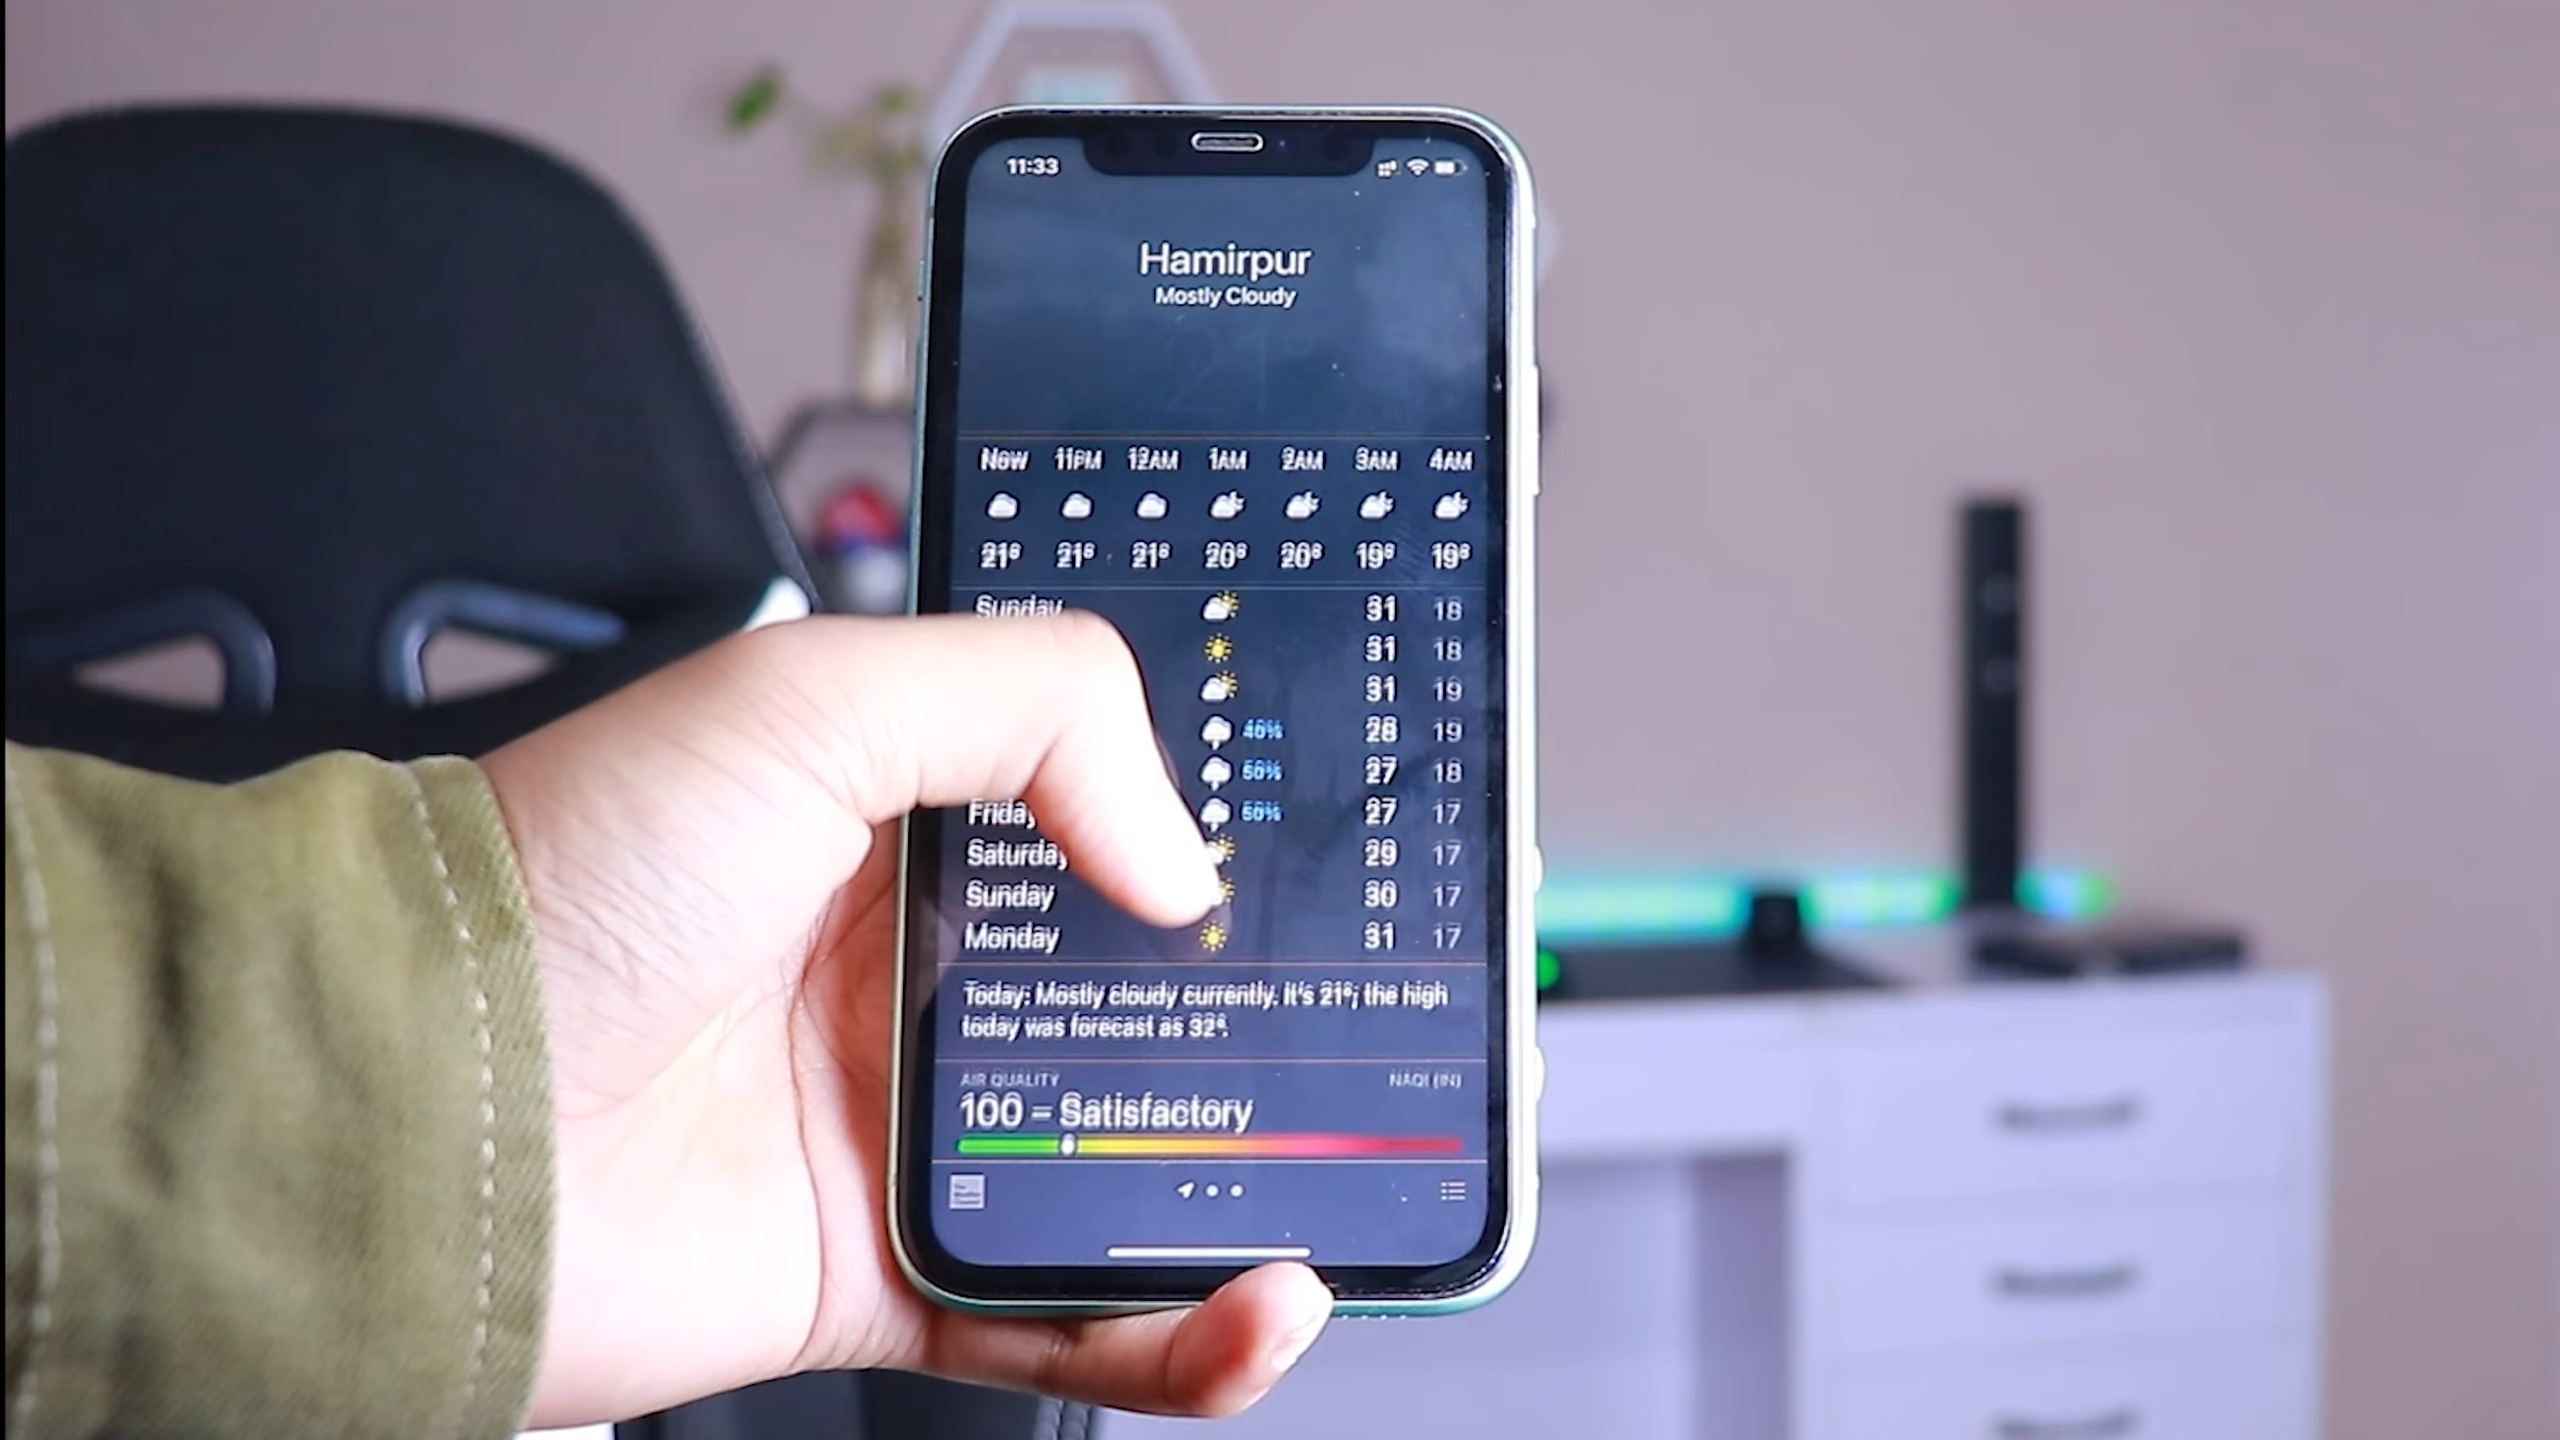 11:33
Hamirpur
Mostly Cloudy
21°
Now 11PM 12AM 1AM 2AM 3AM 4AM
21° 21° 21° 20° 20° 19° 19°
Sunday 31 18
31 18
31 19
28 19
27 18
Friday 50% 27 17
Saturday 29 17
Sunday 30 17
Monday 31 17
Today: Mostly cloudy currently. It's 21°; the high
today was forecast as 32°.
AIR QUALITY NAQI (IN)
100 = Satisfactory